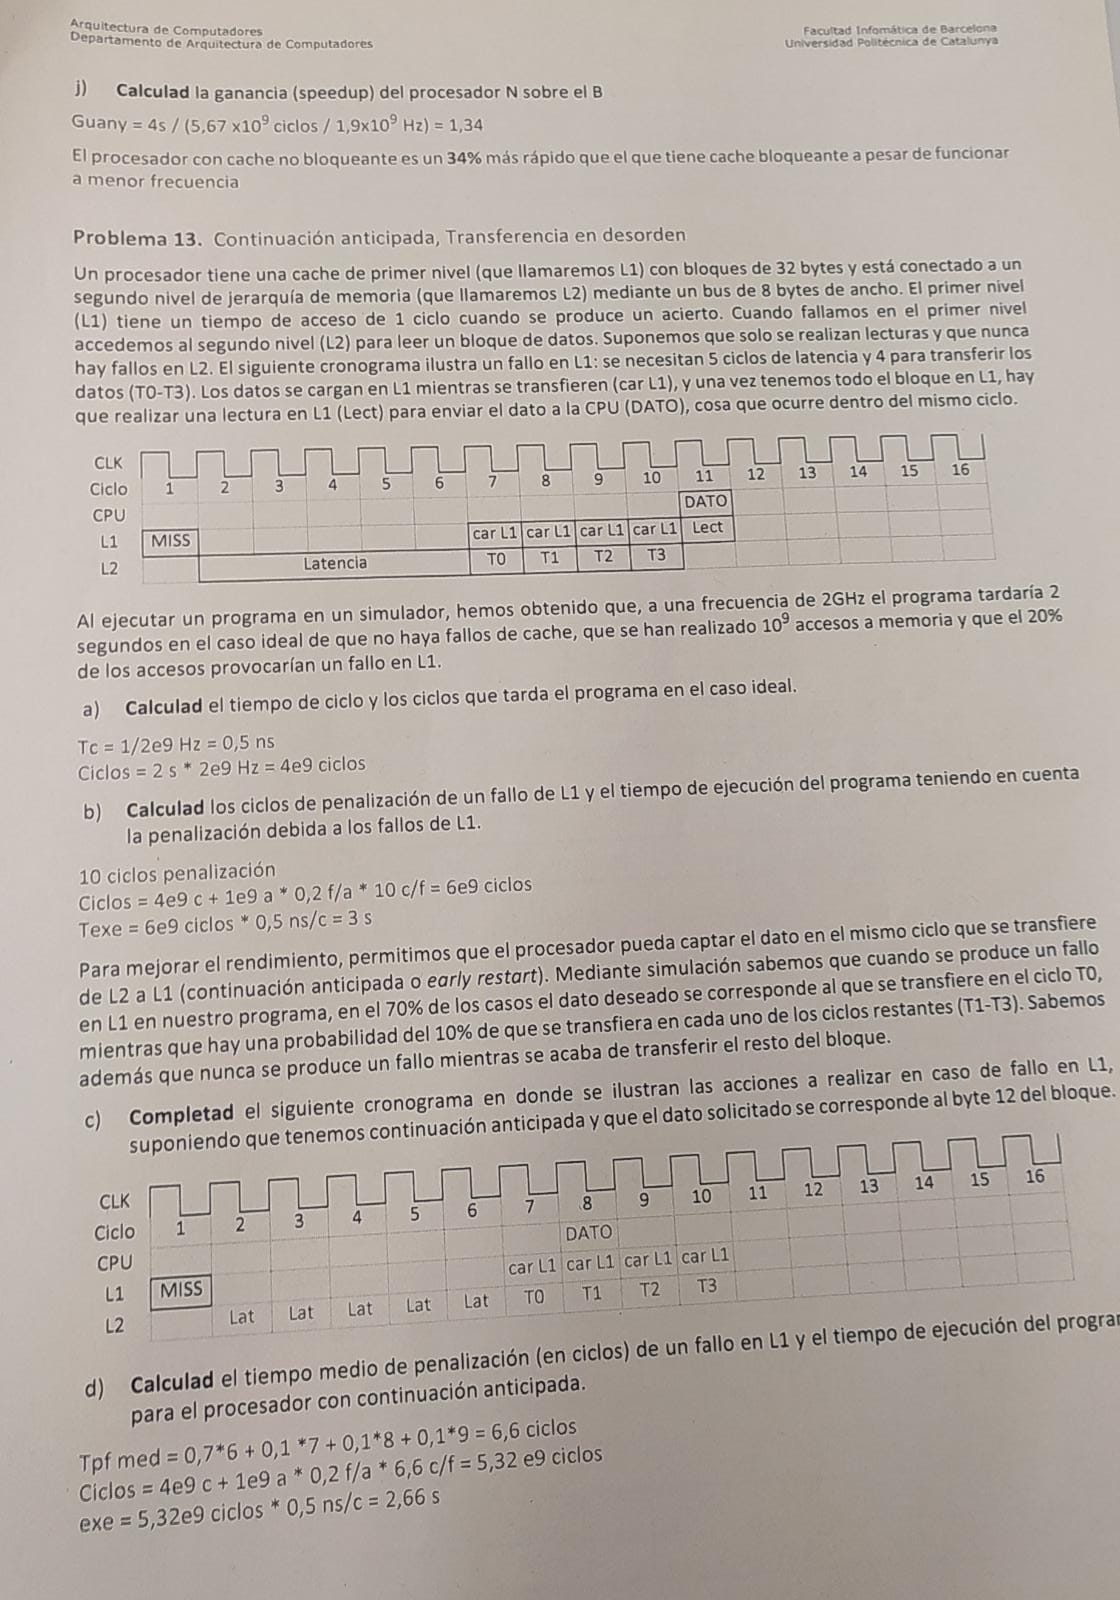 Arquitectura de Computadores
Departamento de Arquitectura de Computadores
Facultad Infomática de Barcelona
Universidad Politécnica de Catalunya
j) Calculad la ganancia (speedup) del procesador N sobre el B
Guany = 4s / (5,67 x10⁹ ciclos / 1,9x10⁹ Hz) = 1,34
El procesador con cache no bloqueante es un 34% más rápido que el que tiene cache bloqueante a pesar de funcionar
a menor frecuencia
Problema 13. Continuación anticipada, Transferencia en desorden
Un procesador tiene una cache de primer nivel (que llamaremos L1) con bloques de 32 bytes y está conectado a un
segundo nivel de jerarquía de memoria (que llamaremos L2) mediante un bus de 8 bytes de ancho. El primer nivel
(L1) tiene un tiempo de acceso de 1 ciclo cuando se produce un acierto. Cuando fallamos en el primer nivel
accedemos al segundo nivel (L2) para leer un bloque de datos. Suponemos que solo se realizan lecturas y que nunca
hay fallos en L2. El siguiente cronograma ilustra un fallo en L1: se necesitan 5 ciclos de latencia y 4 para transferir los
datos (T0-T3). Los datos se cargan en L1 mientras se transfieren (car L1), y una vez tenemos todo el bloque en L1, hay
que realizar una lectura en L1 (Lect) para enviar el dato a la CPU (DATO), cosa que ocurre dentro del mismo ciclo.
CLK
Ciclo 1 2 3 4 5 6 7 8 9 10 11 12 13 14 15 16
CPU DATO
L1 MISS car L1 car L1 car L1 car L1 Lect
L2 Latencia T0 T1 T2 T3
Al ejecutar un programa en un simulador, hemos obtenido que, a una frecuencia de 2GHz el programa tardaría 2
segundos en el caso ideal de que no haya fallos de cache, que se han realizado 10⁹ accesos a memoria y que el 20%
de los accesos provocarían un fallo en L1.
a) Calculad el tiempo de ciclo y los ciclos que tarda el programa en el caso ideal.
Tc = 1/2e9 Hz = 0,5 ns
Ciclos = 2 s * 2e9 Hz = 4e9 ciclos
b) Calculad los ciclos de penalización de un fallo de L1 y el tiempo de ejecución del programa teniendo en cuenta
la penalización debida a los fallos de L1.
10 ciclos penalización
Ciclos = 4e9 c + 1e9 a * 0,2 f/a * 10 c/f = 6e9 ciclos
Texe = 6e9 ciclos * 0,5 ns/c = 3 s
Para mejorar el rendimiento, permitimos que el procesador pueda captar el dato en el mismo ciclo que se transfiere
de L2 a L1 (continuación anticipada o early restart). Mediante simulación sabemos que cuando se produce un fallo
en L1 en nuestro programa, en el 70% de los casos el dato deseado se corresponde al que se transfiere en el ciclo T0,
mientras que hay una probabilidad del 10% de que se transfiera en cada uno de los ciclos restantes (T1-T3). Sabemos
además que nunca se produce un fallo mientras se acaba de transferir el resto del bloque.
c) Completad el siguiente cronograma en donde se ilustran las acciones a realizar en caso de fallo en L1,
suponiendo que tenemos continuación anticipada y que el dato solicitado se corresponde al byte 12 del bloque.
CLK
Ciclo 1 2 3 4 5 6 7 8 9 10 11 12 13 14 15 16
CPU DATO
L1 MISS car L1 car L1 car L1 car L1
L2 Lat Lat Lat Lat Lat T0 T1 T2 T3
d) Calculad el tiempo medio de penalización (en ciclos) de un fallo en L1 y el tiempo de ejecución del progra
para el procesador con continuación anticipada.
Tpf med = 0,7*6 + 0,1 *7 + 0,1*8 + 0,1*9 = 6,6 ciclos
Ciclos = 4e9 c + 1e9 a * 0,2 f/a * 6,6 c/f = 5,32 e9 ciclos
exe = 5,32e9 ciclos * 0,5 ns/c = 2,66 s